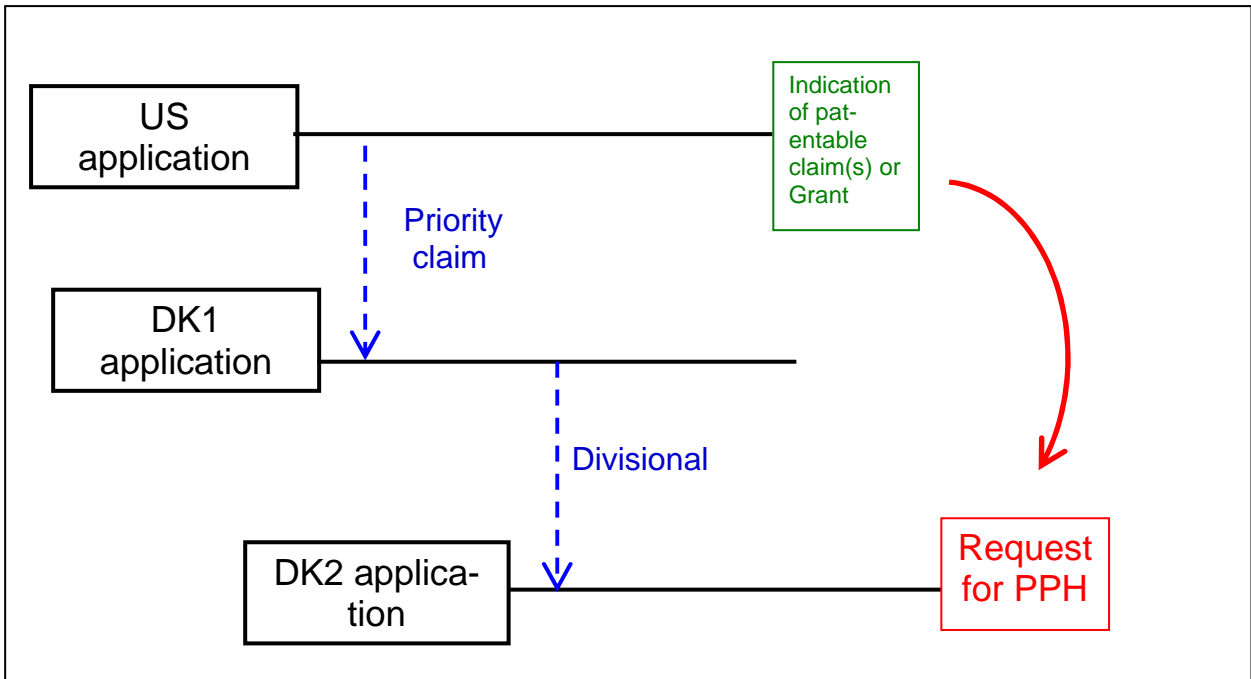 US
application
Indication
of pat-
entable
claim(s) or
Grant
Priority
claim
DK1
application
Divisional
DK2 applica-
tion
Request
for PPH